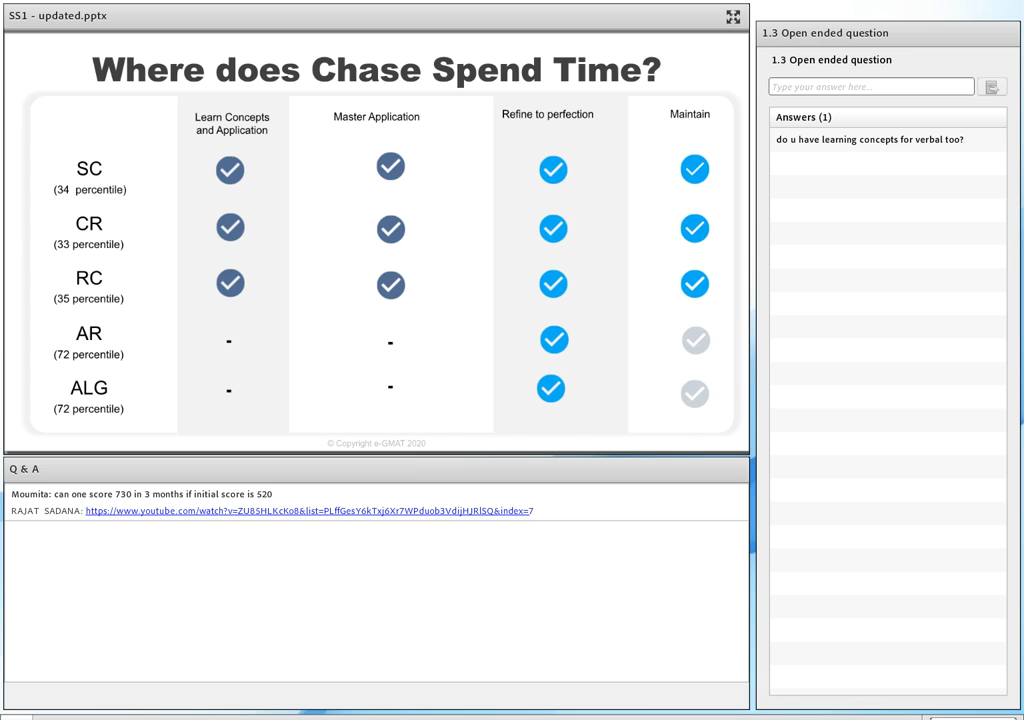 SS1 - updated.pptx
Where does Chase Spend Time?
Learn Concepts
and Application
Master Application
Refine to perfection
Maintain
SC
(34 percentile)
CR
(33 percentile)
RC
(35 percentile)
AR
- -
(72 percentile)
ALG
- -
(72 percentile)
© Copyright e-GMAT 2020
Q & A
Moumita: can one score 730 in 3 months if initial score is 520
RAJAT SADANA: https://www.youtube.com/watch?v=ZU85HLKcKo8&list=PLffGesY6kTxj6Xr7WPduob3VdijHJRlSQ&index=7
1.3 Open ended question
1.3 Open ended question
Type your answer here...
Answers (1)
do u have learning concepts for verbal too?